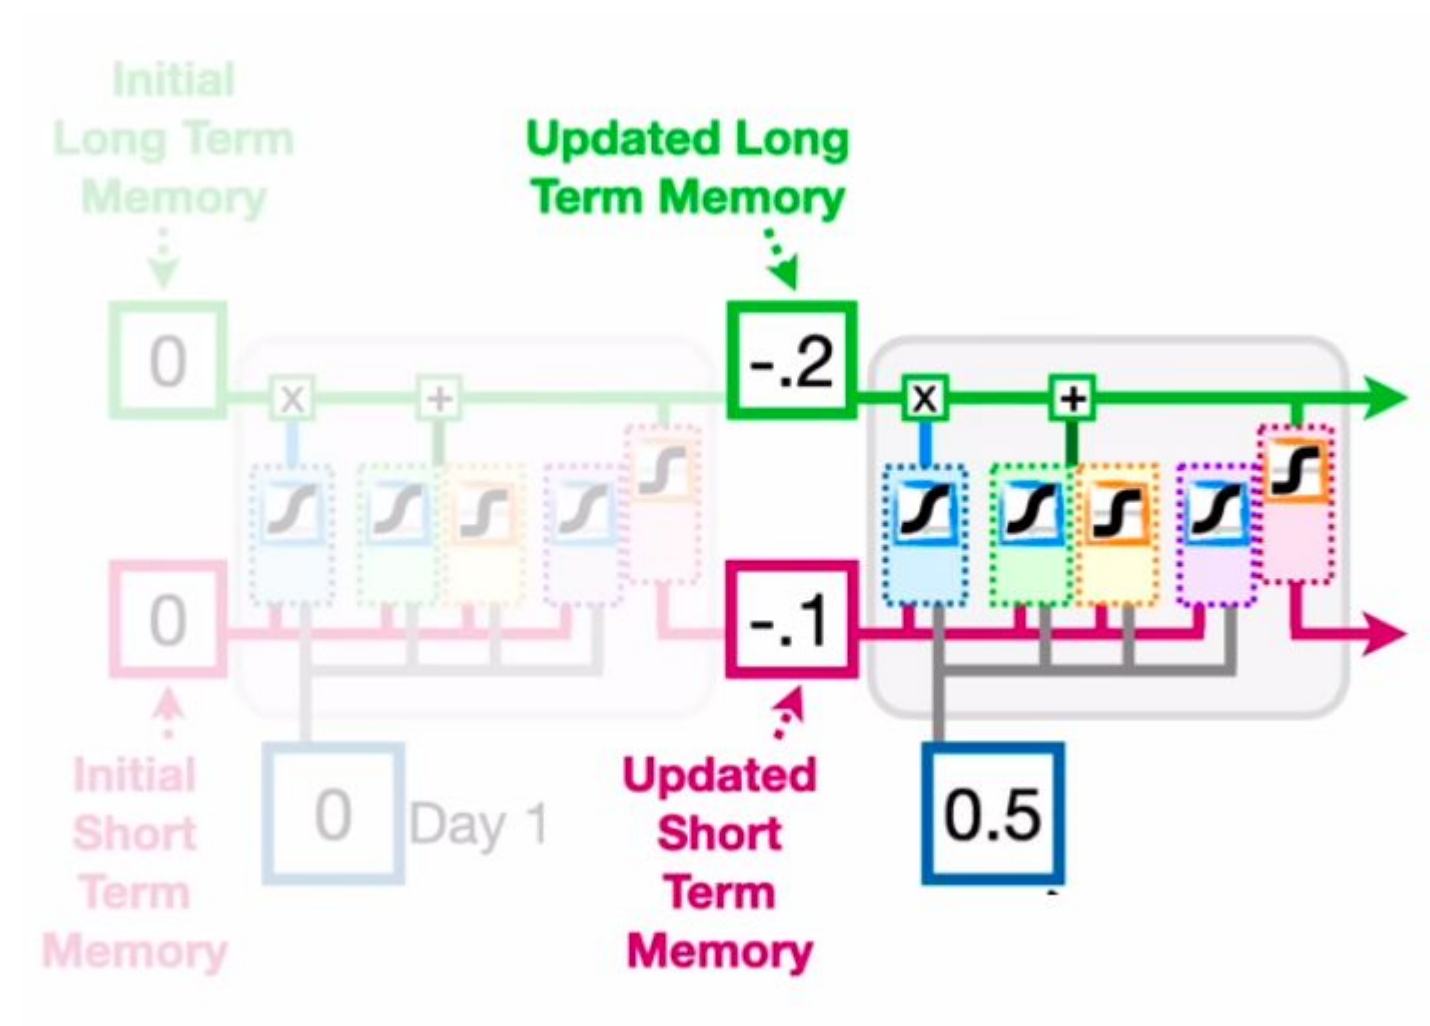 Initial
Long Term
Memory
Updated Long
Term Memory
0
-.2
x
+
x
+
0
-.1
Initial
Short
Term
Memory
0
Day 1
Updated
Short
Term
Memory
0.5